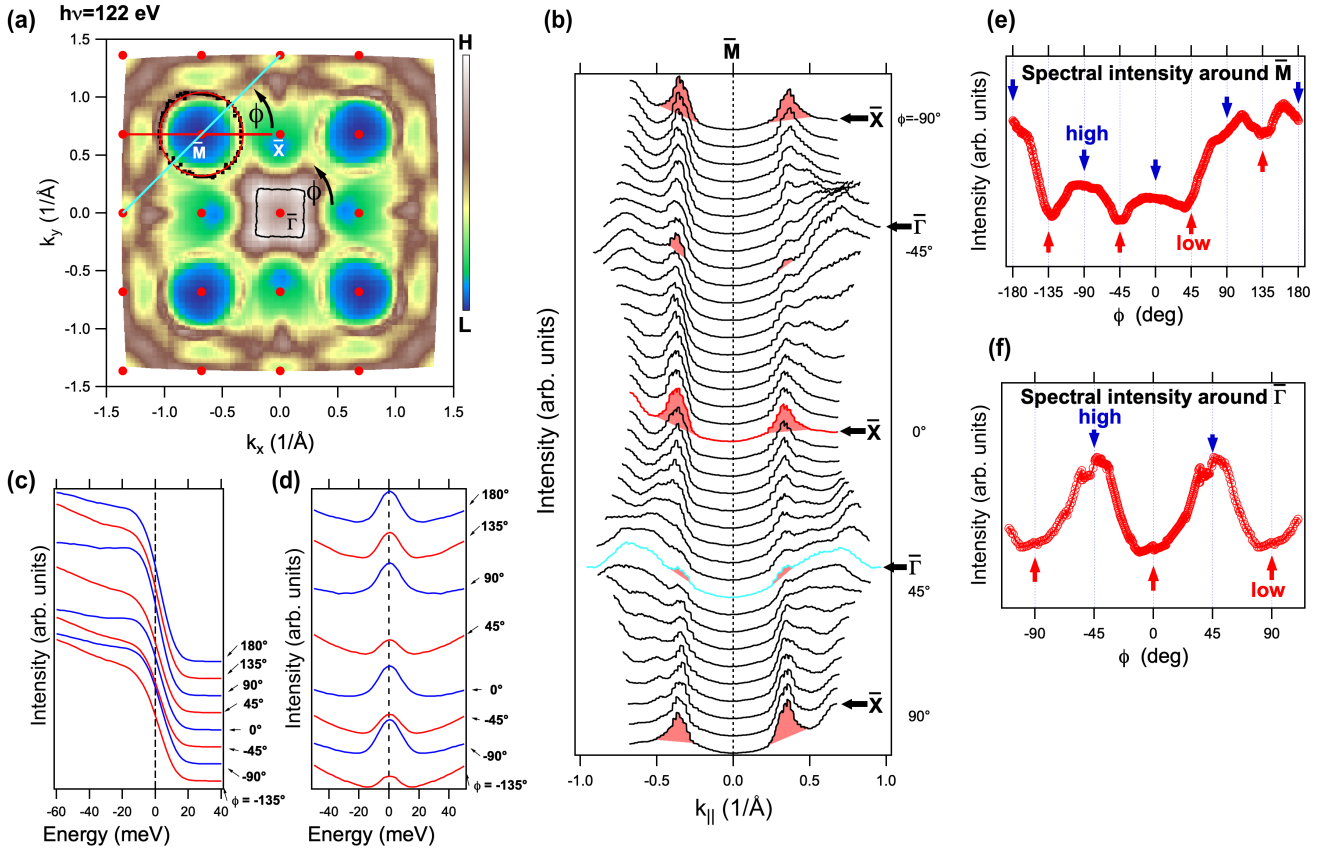 (a)
hν=122 eV
H
L
1.5
1.0
0.5
0.0
-0.5
-1.0
-1.5
k_y (1/Å)
ϕ
M̅
X̅
ϕ
Γ̅
-1.5 -1.0 -0.5 0.0 0.5 1.0 1.5
k_x (1/Å)
(b)
M̅
X̅ ϕ=-90°
Γ̅
-45°
X̅ 0°
Γ̅
45°
X̅
90°
Intensity (arb. units)
-1.0 -0.5 0.0 0.5 1.0
k_|| (1/Å)
(c)
Intensity (arb. units)
180°
135°
90°
45°
0°
-45°
-90°
ϕ = -135°
-60 -40 -20 0 20 40
Energy (meV)
(d)
Intensity (arb. units)
180°
135°
90°
45°
0°
-45°
-90°
ϕ = -135°
-40 -20 0 20 40
Energy (meV)
(e)
Spectral intensity around M̅
high
low
Intensity (arb. units)
-180 -135 -90 -45 0 45 90 135 180
ϕ (deg)
(f)
Spectral intensity around Γ̅
high
low
Intensity (arb. units)
-90 -45 0 45 90
ϕ (deg)